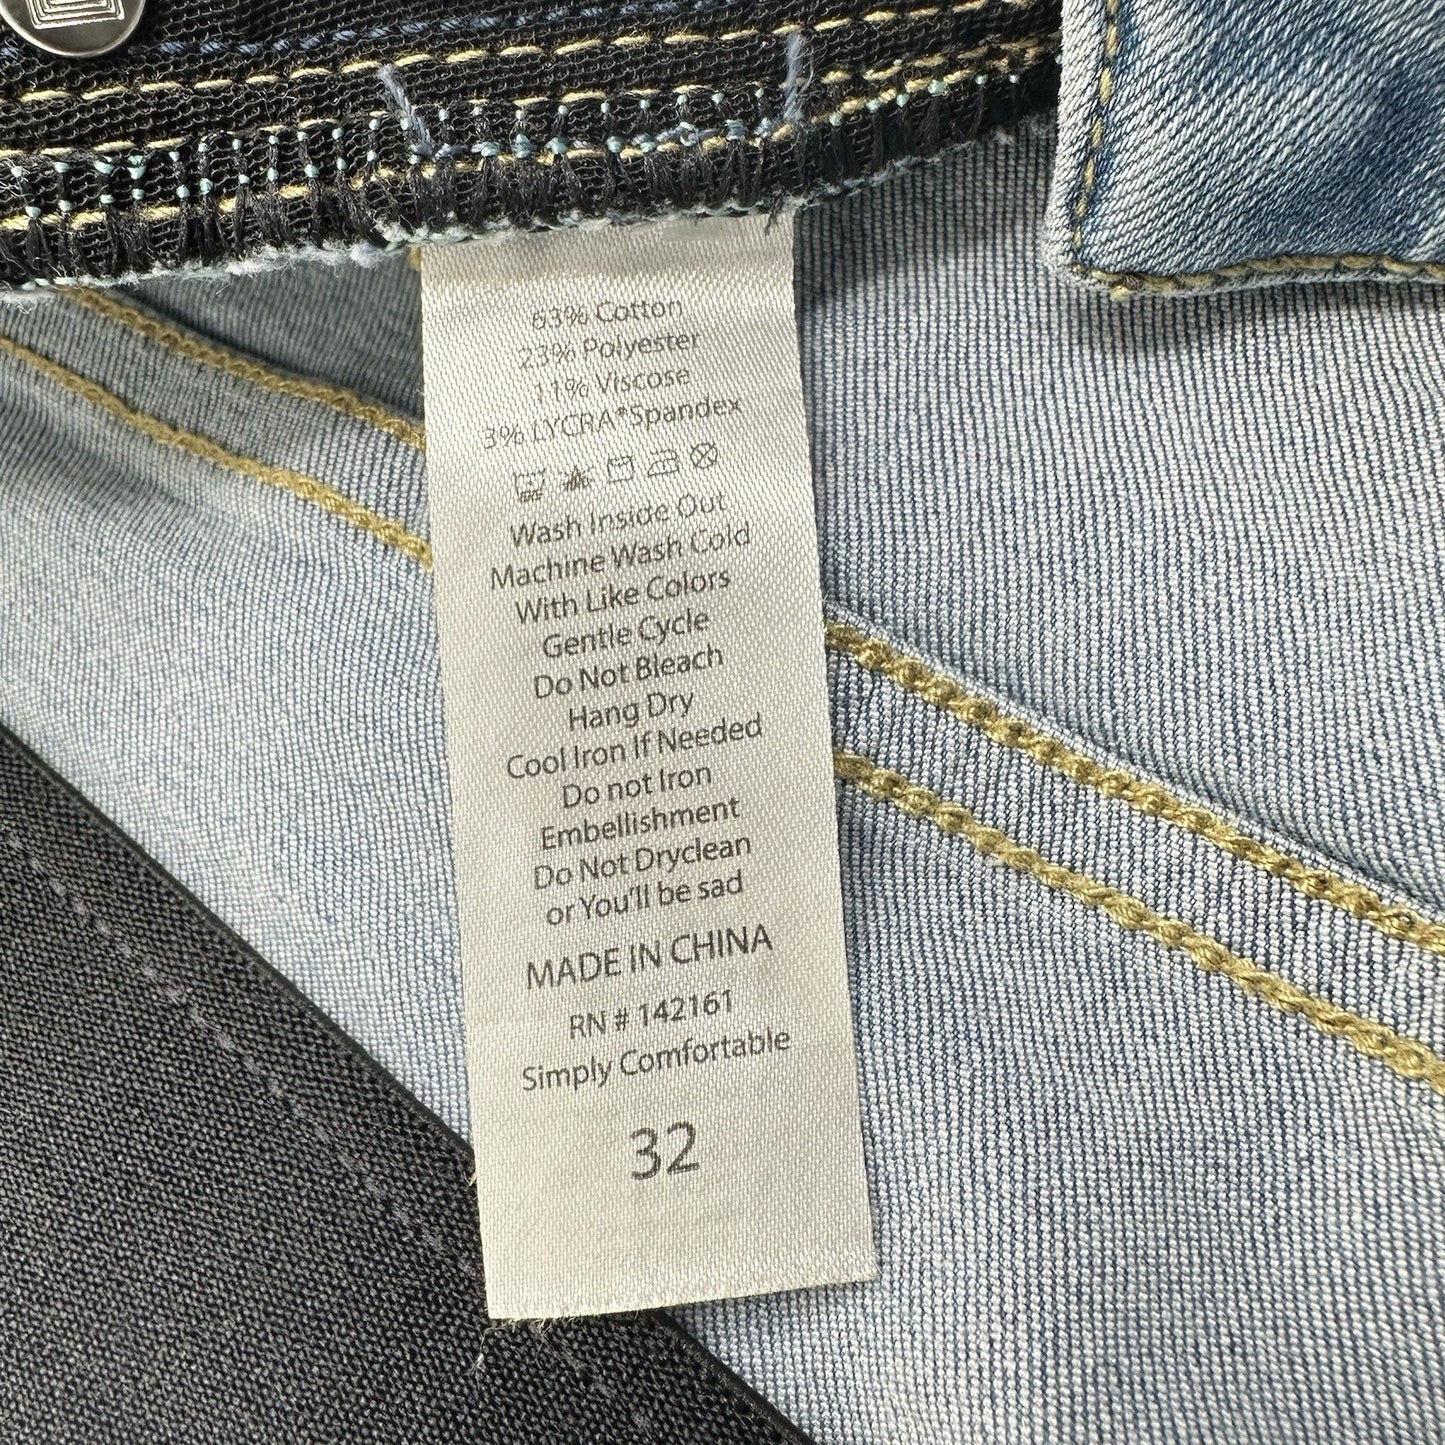 63% Cotton
23% Polyester
11% Viscose
3% LYCRA®Spandex
Wash Inside Out
Machine Wash Cold
With Like Colors
Gentle Cycle
Do Not Bleach
Hang Dry
Cool Iron If Needed
Do not Iron
Embellishment
Do Not Dryclean
or You'll be sad
MADE IN CHINA
RN # 142161
Simply Comfortable
32